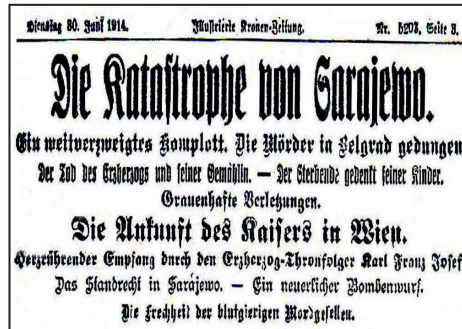 Dienstag 30. Juni 1914. Illustrierte Kronen-Zeitung. Nr. 5203, Seite 3.
Die Katastrophe von Sarajewo.
Ein weitverzweigtes Komplott. Die Mörder in Belgrad gedungen
Der Tod des Erzherzogs und seiner Gemahlin. — Der Sterbende gedenkt seiner Kinder.
Grauenhafte Verletzungen.
Die Ankunft des Kaisers in Wien.
Herzrührender Empfang durch den Erzherzog-Thronfolger Karl Franz Josef
Das Standrecht in Sarajewo. — Ein neuerlicher Bombenwurf.
Die Frechheit der blutgierigen Mordgesellen.